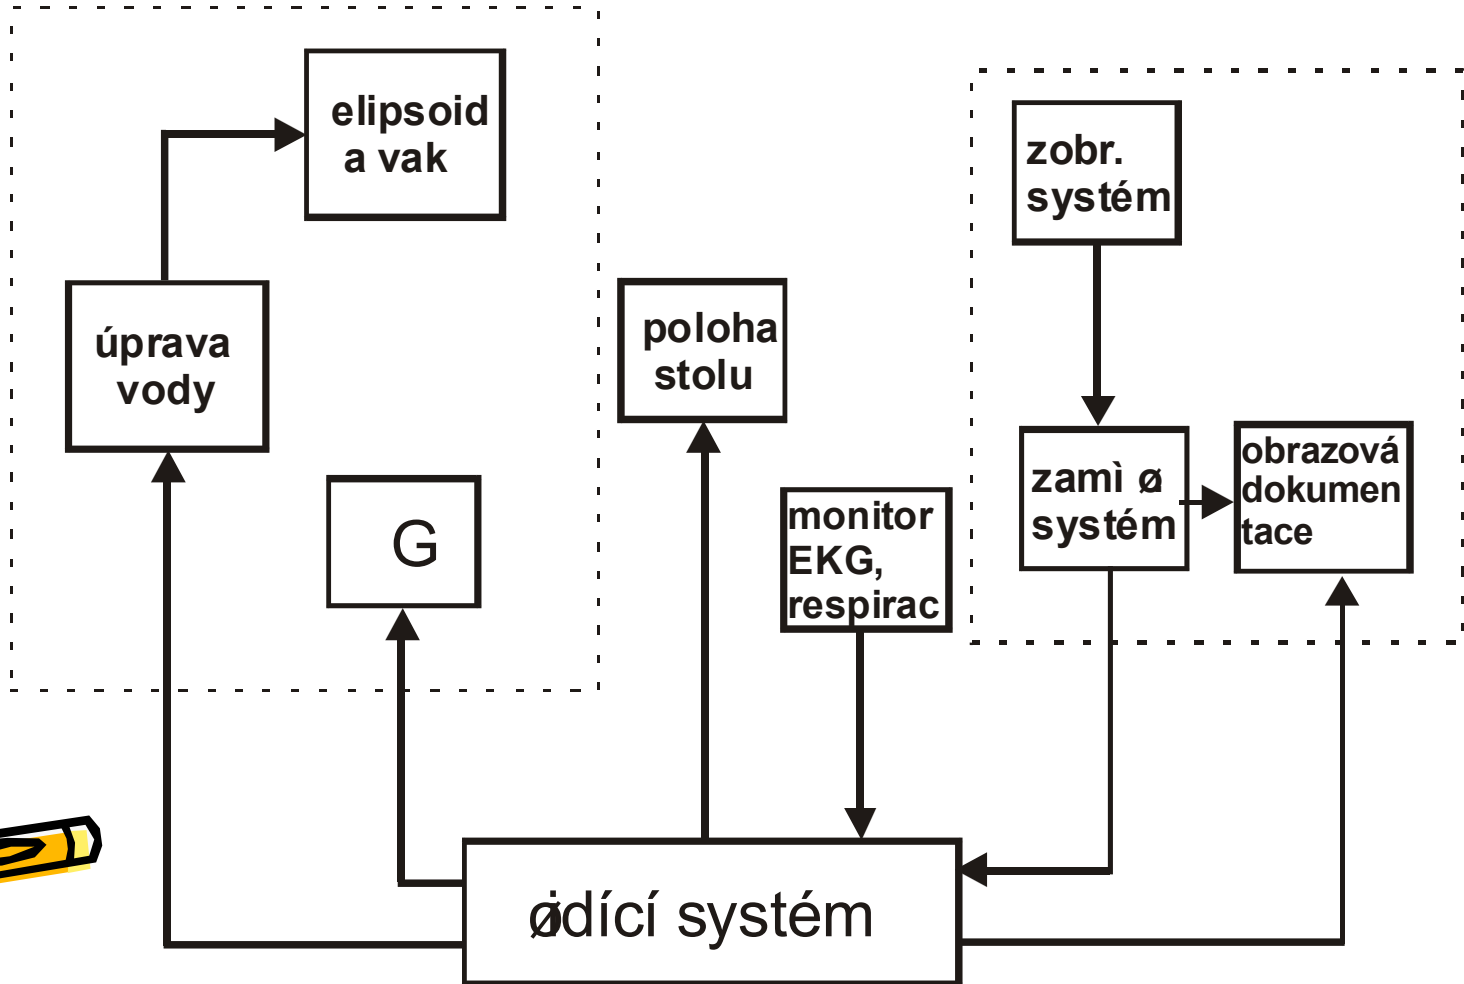 elipsoid
a vak
zobr.
systém
úprava
vody
poloha
stolu
G
monitor
EKG,
respirac
zamì ø
systém
obrazová
dokumen
tace
øídící systém